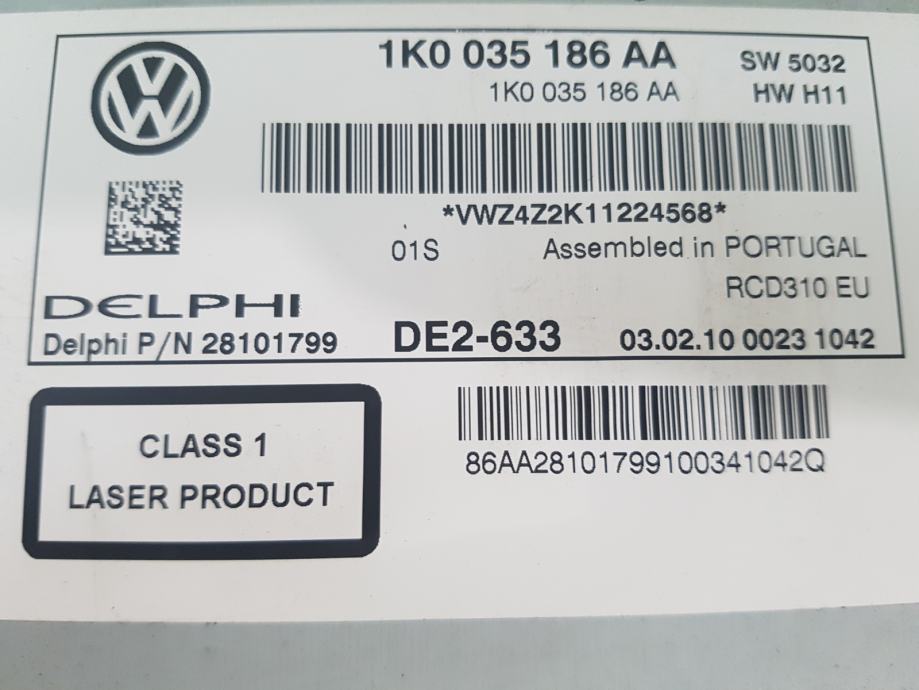 1K0 035 186 AA SW 5032
1K0 035 186 AA HW H11
*VWZ4Z2K11224568*
01S Assembled in PORTUGAL
RCD310 EU
DELPHI
Delphi P/N 28101799 DE2-633 03.02.10 0023 1042
CLASS 1
LASER PRODUCT
86AA28101799100341042Q